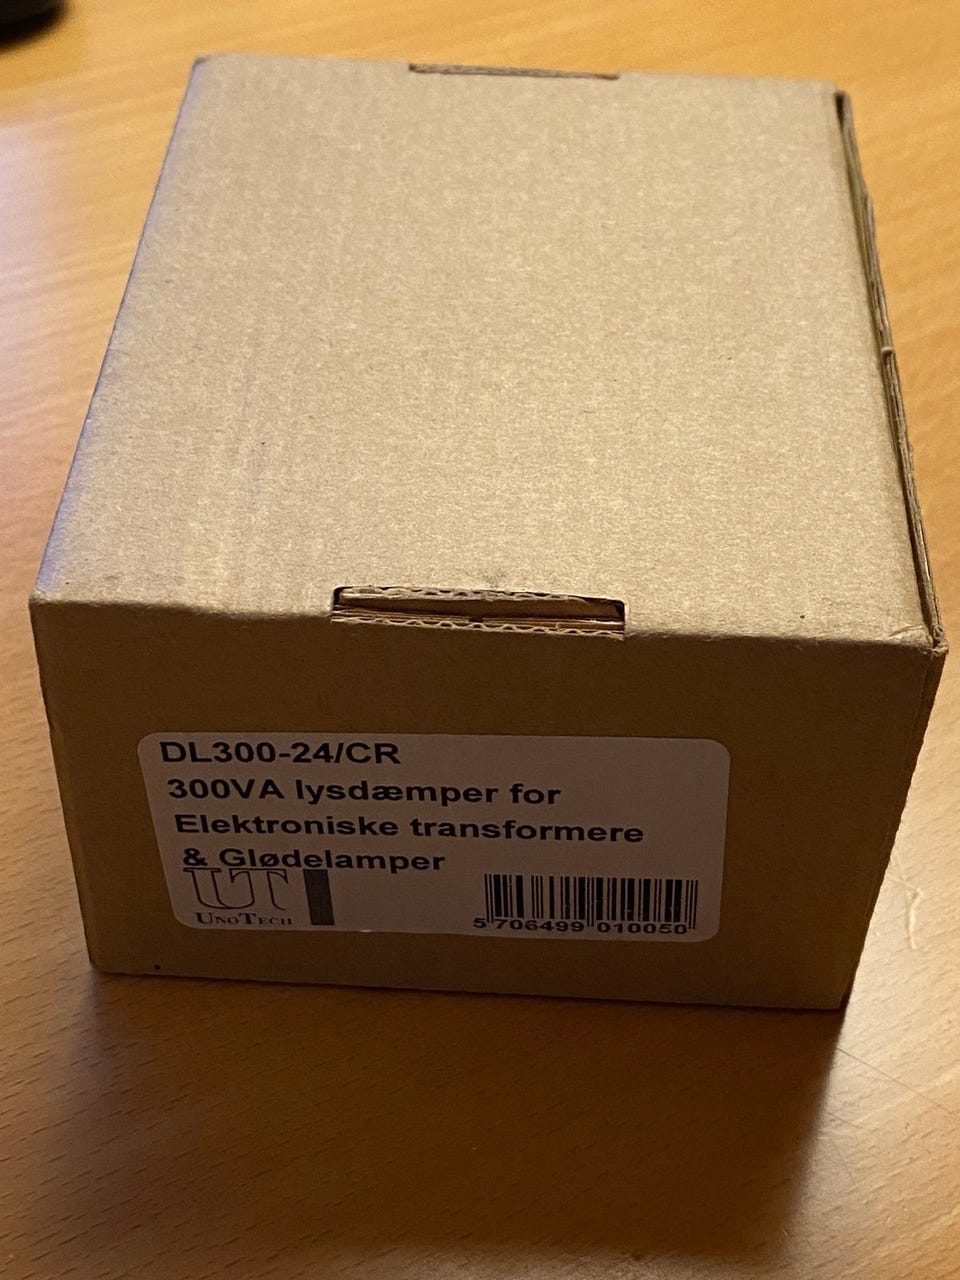 DL300-24/CR
300VA lysdæmper for
Elektroniske transformere
& Glødelamper
UT
UNOTECH
5 706499 010050